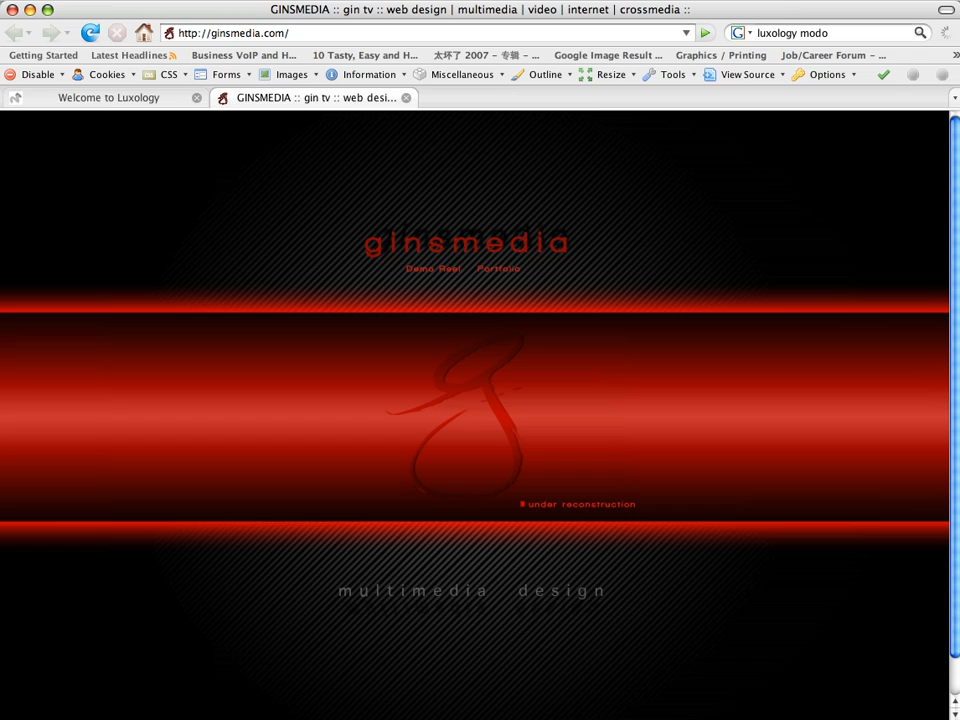 GINSMEDIA :: gin tv :: web design | multimedia | video | internet | crossmedia ::
http://ginsmedia.com/
luxology modo
Getting Started Latest Headlines Business VoIP and H... 10 Tasty, Easy and H... 太坏了 2007 – 专辑 – ... Google Image Result ... Graphics / Printing Job/Career Forum – ...
Disable Cookies CSS Forms Images Information Miscellaneous Outline Resize Tools View Source Options
Welcome to Luxology GINSMEDIA :: gin tv :: web desi...
ginsmedia
Demo Reel Portfolio
under reconstruction
multimedia design